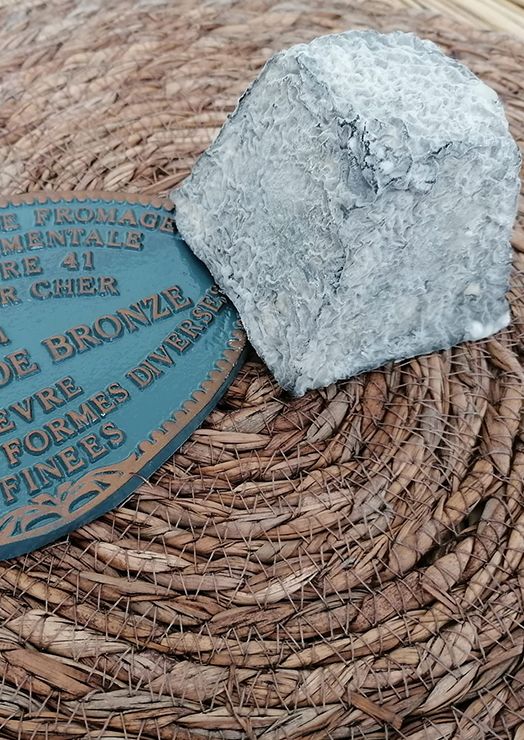 E FROMAGE
MENTALE
RE 41
R CHER
DE BRONZE
EVRE
FORMES DIVERSES
FINEES